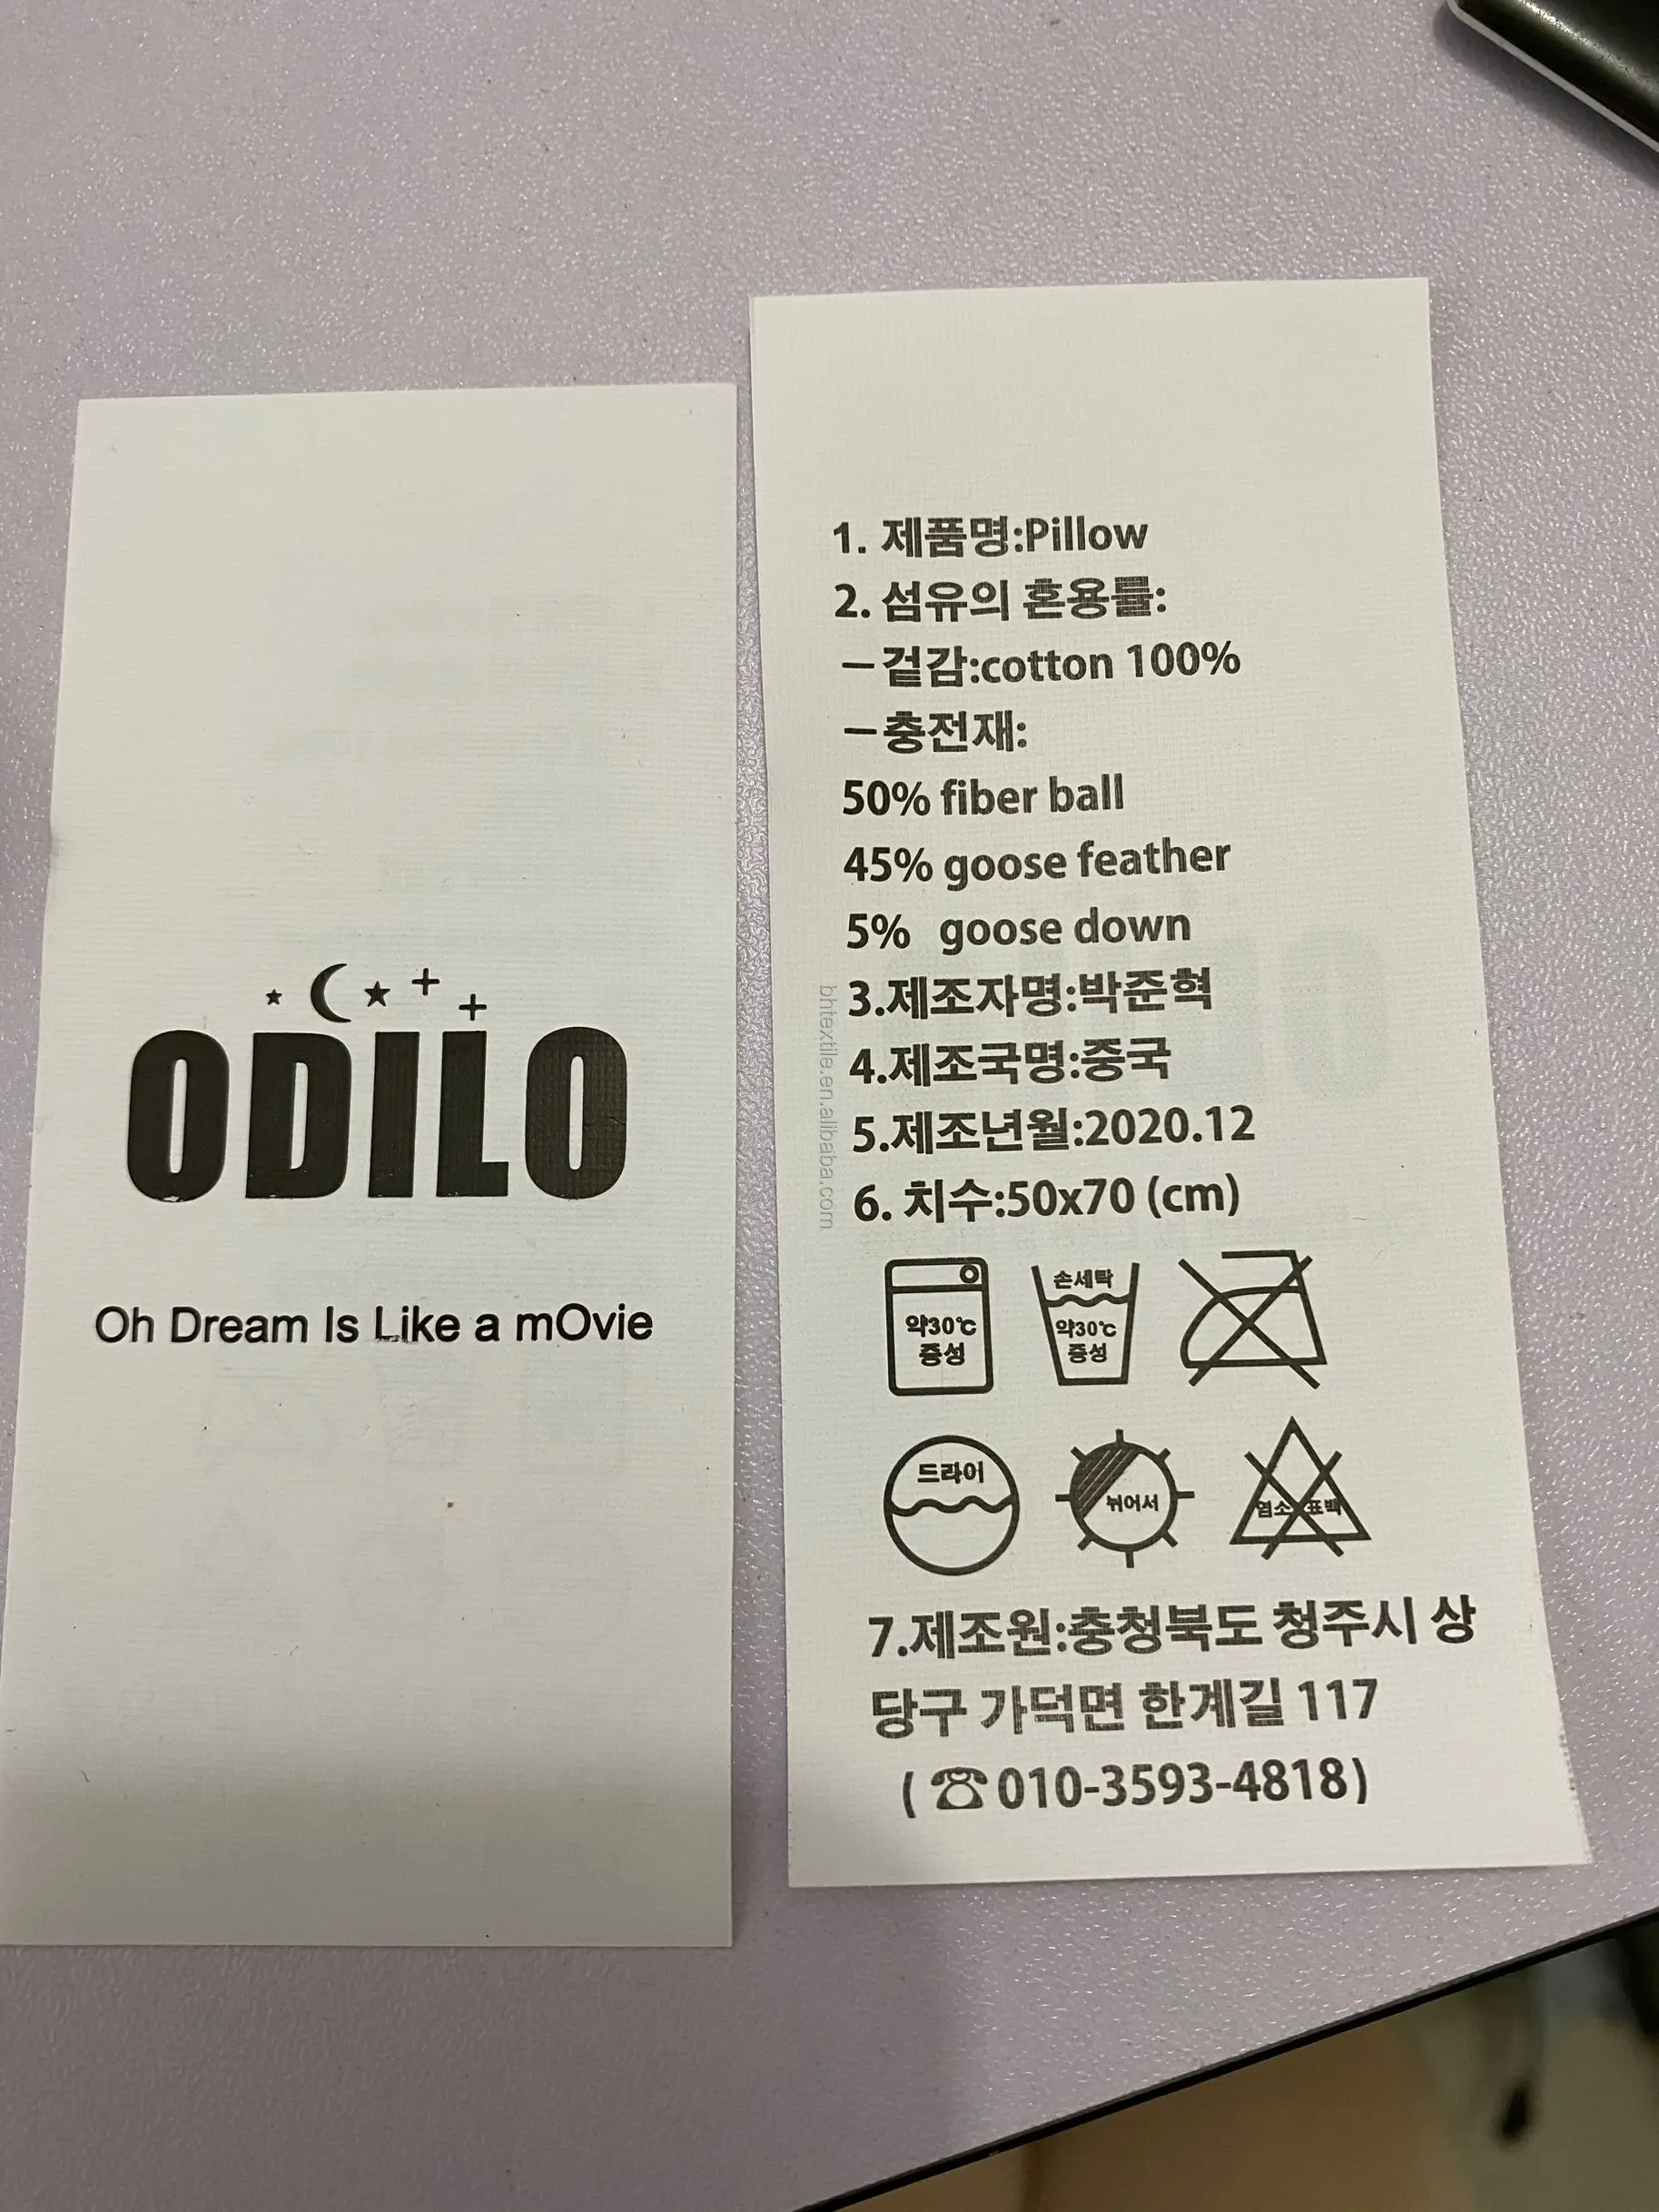 ODILO
Oh Dream Is Like a mOvie
1. 제품명:Pillow
2. 섬유의 혼용률:
－겉감:cotton 100%
－충전재:
50% fiber ball
45% goose feather
5% goose down
3.제조자명:박준혁
4.제조국명:중국
5.제조년월:2020.12
6. 치수:50x70 (cm)
약30℃
중성
손세탁
약30℃
중성
드라이
뉘어서
염소 표백
7.제조원:충청북도 청주시 상
당구 가덕면 한계길 117
(☎010-3593-4818)
bhtextile.en.alibaba.com